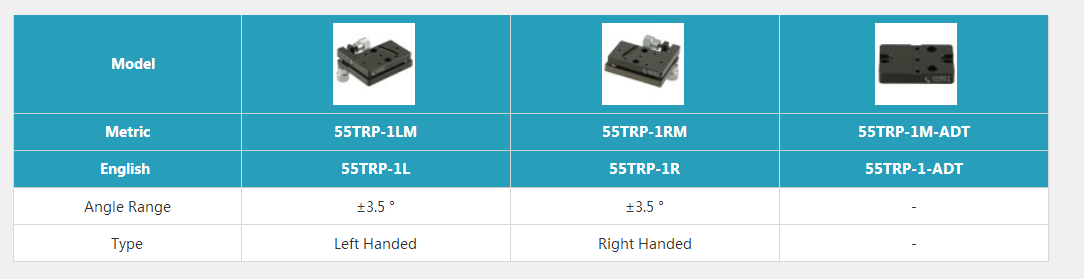 Model
Metric 55TRP-1LM 55TRP-1RM 55TRP-1M-ADT
English 55TRP-1L 55TRP-1R 55TRP-1-ADT
Angle Range ±3.5 ° ±3.5 ° -
Type Left Handed Right Handed -